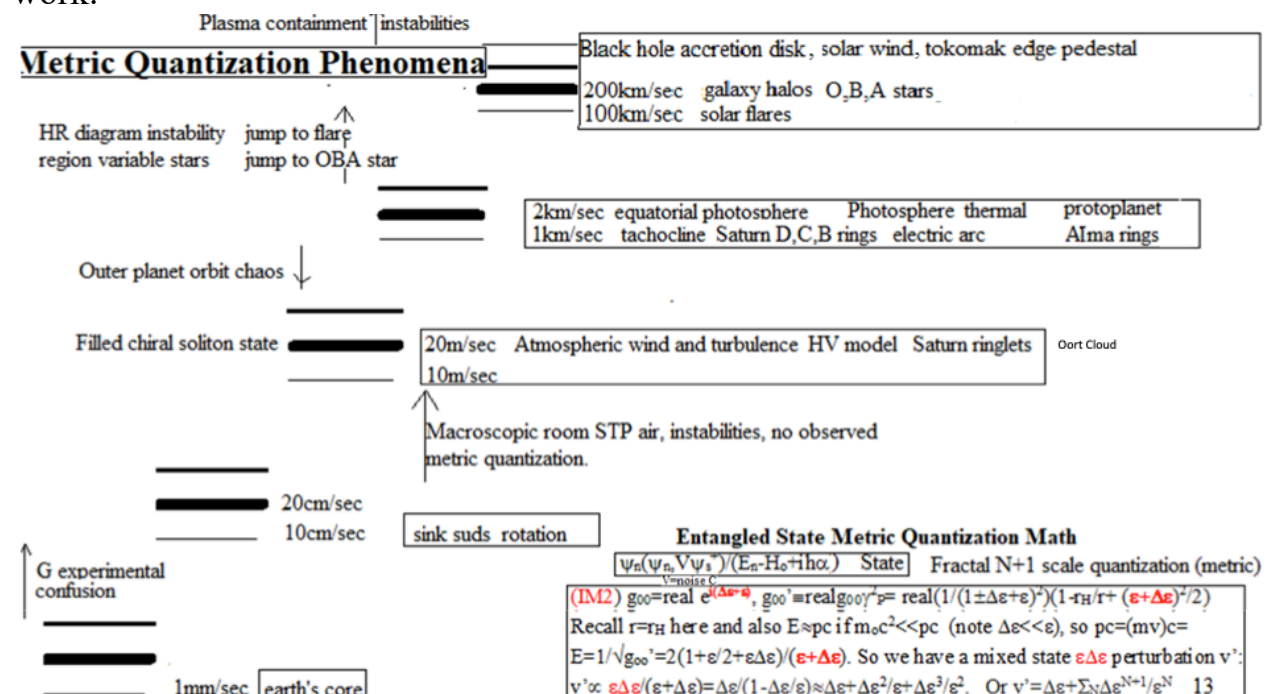 work.
Plasma containment instabilities
Metric Quantization Phenomena
Black hole accretion disk, solar wind, tokomak edge pedestal
200km/sec galaxy halos O,B,A stars
100km/sec solar flares
HR diagram instability jump to flare
region variable stars jump to OBA star
2km/sec equatorial photosphere Photosphere thermal protoplanet
1km/sec tachocline Saturn D,C,B rings electric arc Alma rings
Outer planet orbit chaos
Filled chiral soliton state
20m/sec Atmospheric wind and turbulence HV model Saturn ringlets Oort Cloud
10m/sec
Macroscopic room STP air, instabilities, no observed
metric quantization.
20cm/sec
10cm/sec sink suds rotation
G experimental
confusion
1mm/sec earth's core
Entangled State Metric Quantization Math
ψₙ(ψₙ,Vψₛ⁺)/(Eₙ-Hₒ+ihα) State Fractal N+1 scale quantization (metric)
V=noise C
(IM2) g₀₀=real e^i(Δε+ε), g₀₀'≡realg₀₀γ²ₚ= real(1/(1±Δε+ε)²)(1-r_H/r+ (ε+Δε)²/2)
Recall r=r_H here and also E≈pc if mₒc²<<pc (note Δε<<ε), so pc=(mv)c=
E=1/√gₒₒ'=2(1+ε/2+εΔε)/(ε+Δε). So we have a mixed state εΔε perturbation v':
v'∝ εΔε/(ε+Δε)=Δε/(1-Δε/ε)≈Δε+Δε²/ε+Δε³/ε². Or v'=Δε+Σ_NΔε^N+1/ε^N 13